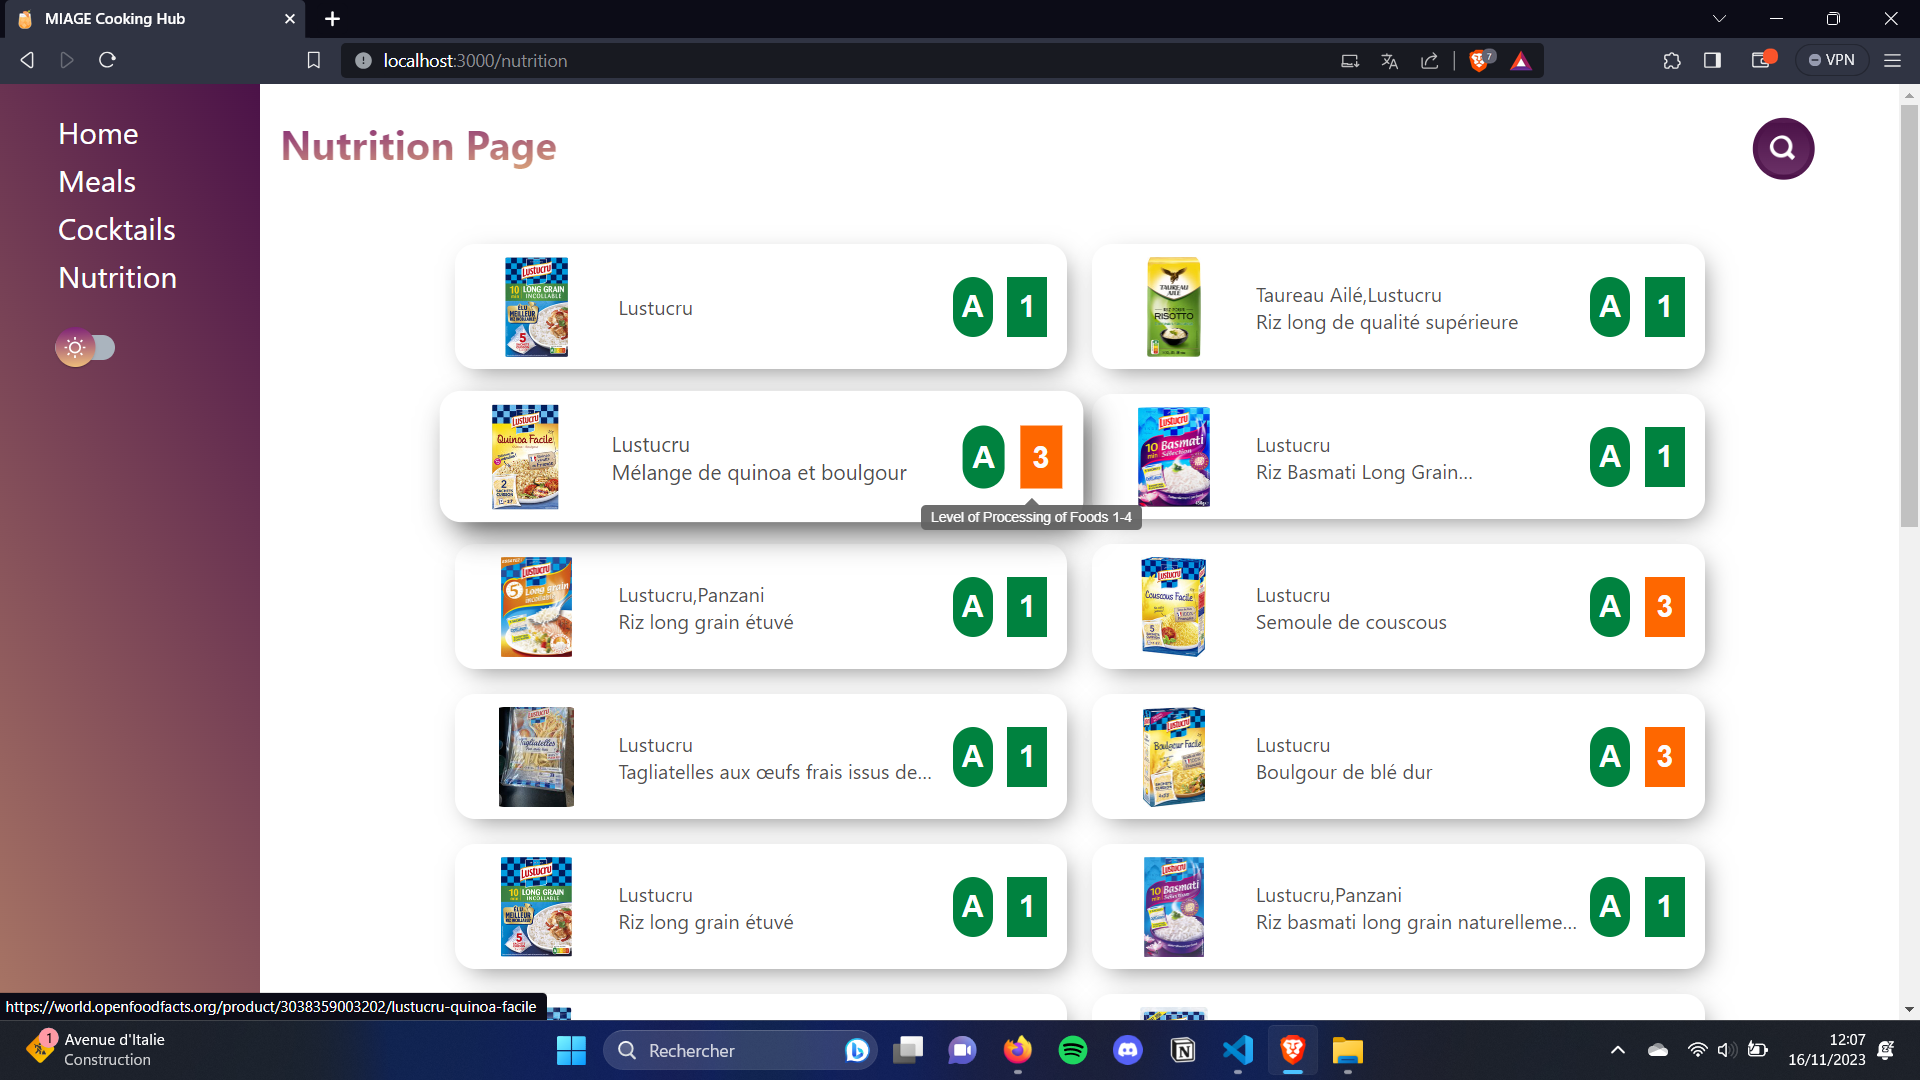 MIAGE Cooking Hub
localhost:3000/nutrition
7
VPN
Home
Meals
Cocktails
Nutrition
Nutrition Page
Lustucru
A 1
Taureau Ailé,Lustucru
Riz long de qualité supérieure
A 1
Lustucru
Mélange de quinoa et boulgour
A 3
Level of Processing of Foods 1-4
Lustucru
Riz Basmati Long Grain...
A 1
Lustucru,Panzani
Riz long grain étuvé
A 1
Lustucru
Semoule de couscous
A 3
Lustucru
Tagliatelles aux œufs frais issus de...
A 1
Lustucru
Boulgour de blé dur
A 3
Lustucru
Riz long grain étuvé
A 1
Lustucru,Panzani
Riz basmati long grain naturelleme...
A 1
https://world.openfoodfacts.org/product/3038359003202/lustucru-quinoa-facile
1
Avenue d'Italie
Construction
Rechercher
12:07
16/11/2023